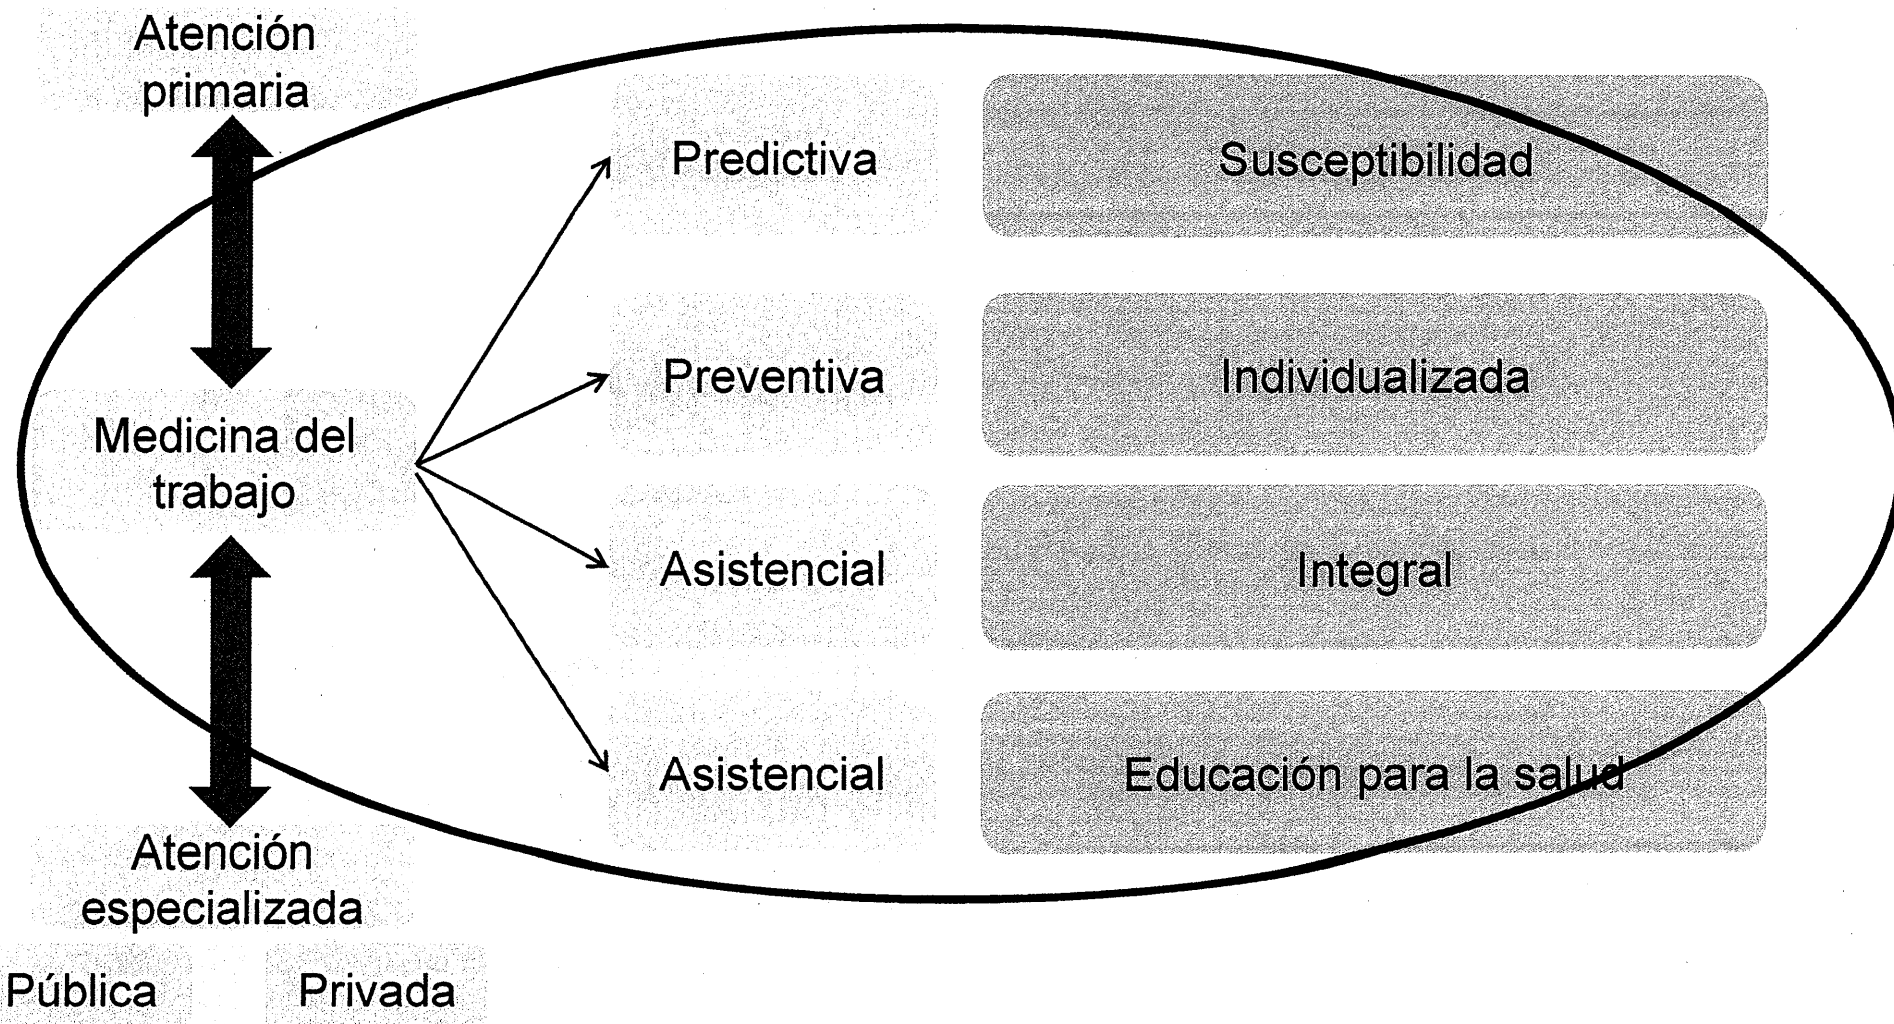 Atención
primaria
Predictiva
Susceptibilidad
Preventiva
Individualizada
Medicina del
trabajo
Asistencial
Integral
Asistencial
Educación para la salud
Atención
especializada
Pública
Privada